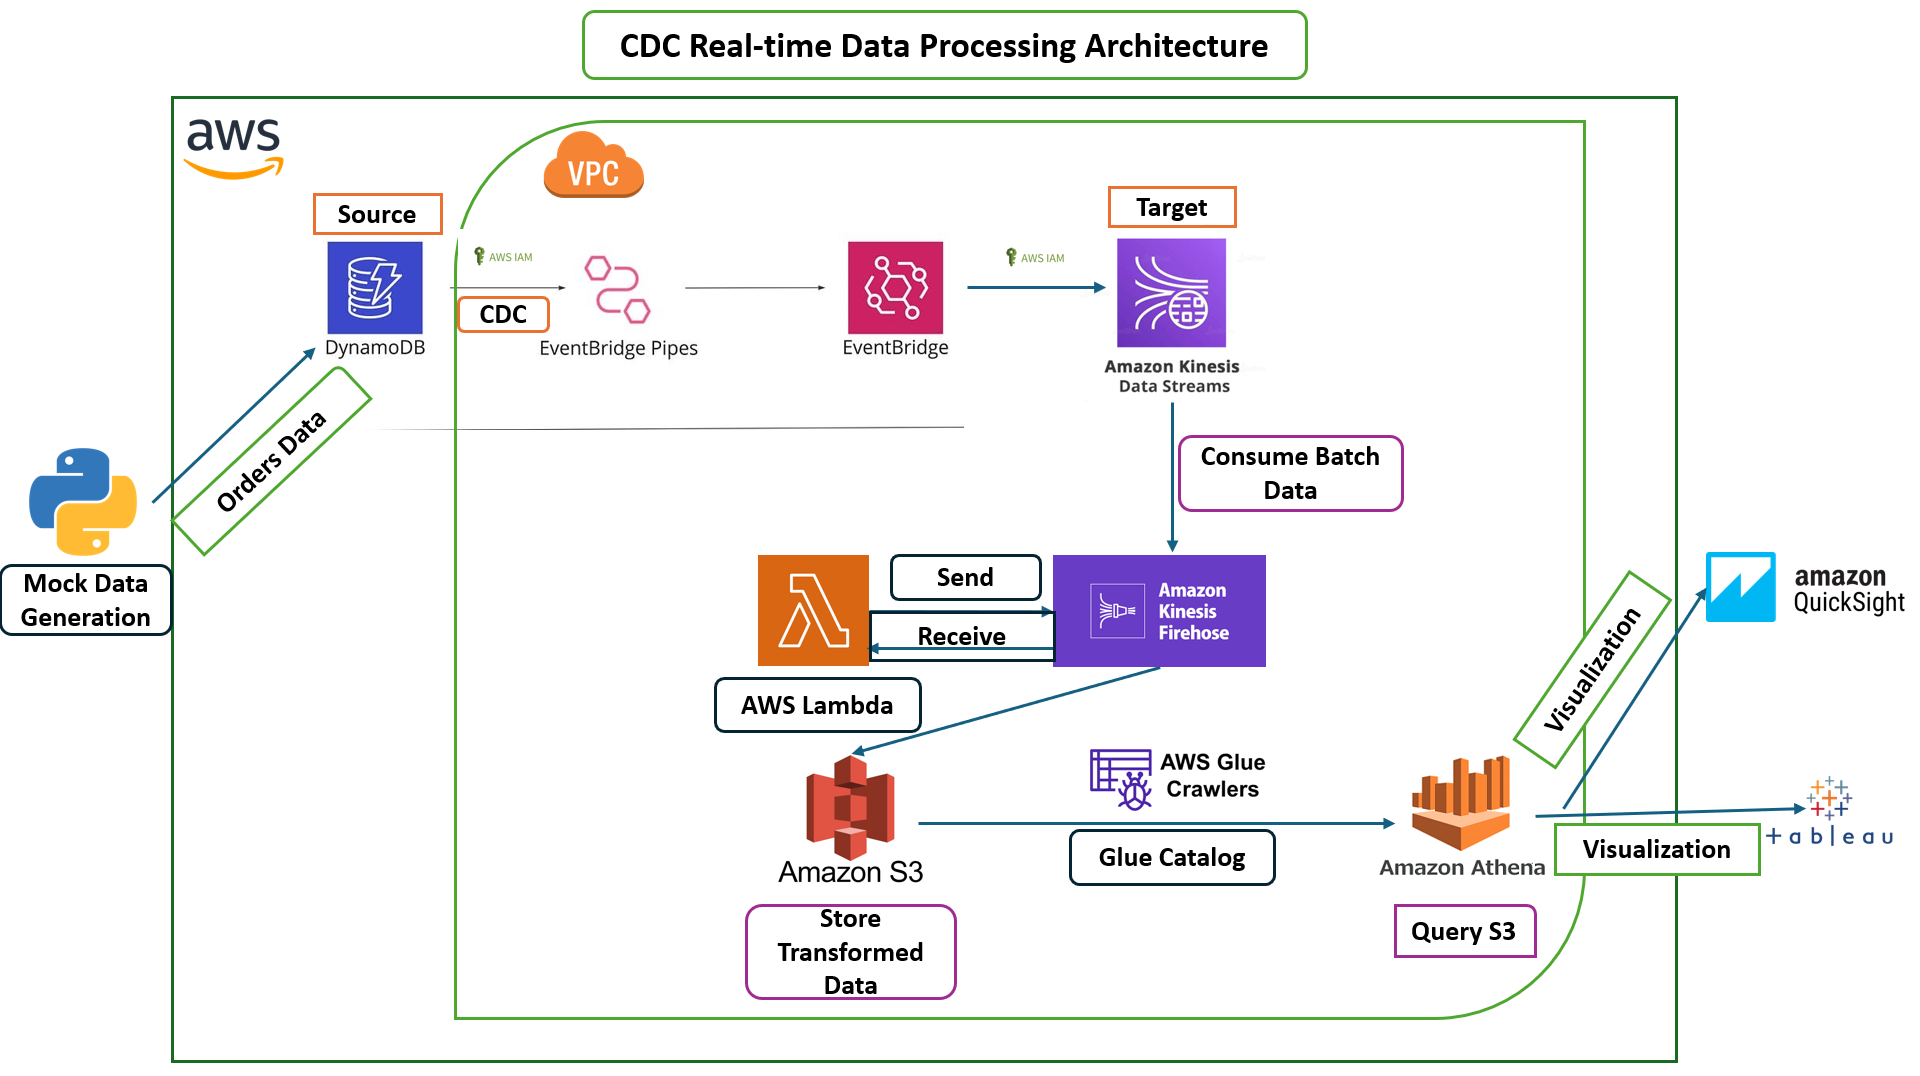 CDC Real-time Data Processing Architecture
aws
VPC
Source
Target
AWS IAM
AWS IAM
CDC
DynamoDB
EventBridge Pipes
EventBridge
Amazon Kinesis
Data Streams
Orders Data
Consume Batch
Data
Mock Data
Generation
Send
Receive
Amazon
Kinesis
Firehose
AWS Lambda
Visualization
amazon
QuickSight
AWS Glue
Crawlers
Glue Catalog
Amazon S3
Amazon Athena
Visualization
+ableau
Store
Transformed
Data
Query S3